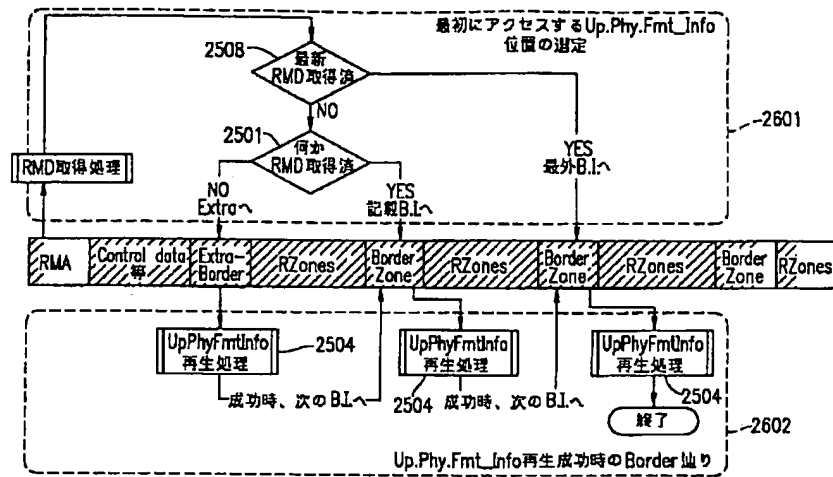 最初にアクセスするUp.Phy.Fmt_Info
位置の選定
2508
最新
RMD取得済
NO
2501
何か
RMD取得済
2601
RMD取得処理
NO
Extraへ
YES
記載B.I.へ
YES
最外B.I.へ
RMA
Control data
等
Extra-
Border
RZones
Border
Zone
RZones
Border
Zone
RZones
Border
Zone
RZones
UpPhyFmtInfo
再生処理
2504
UpPhyFmtInfo
再生処理
2504
UpPhyFmtInfo
再生処理
2504
成功時、次のB.I.へ
成功時、次のB.I.へ
終了
2602
Up.Phy.Fmt_Info再生成功時のBorder辿り